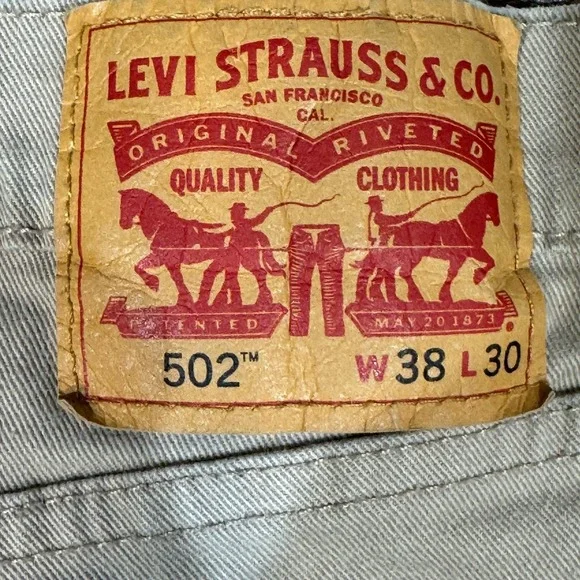 LEVI STRAUSS & CO.
SAN FRANCISCO
CAL.
ORIGINAL RIVETED
QUALITY CLOTHING
PATENTED MAY 20 1873
502™ W38 L30